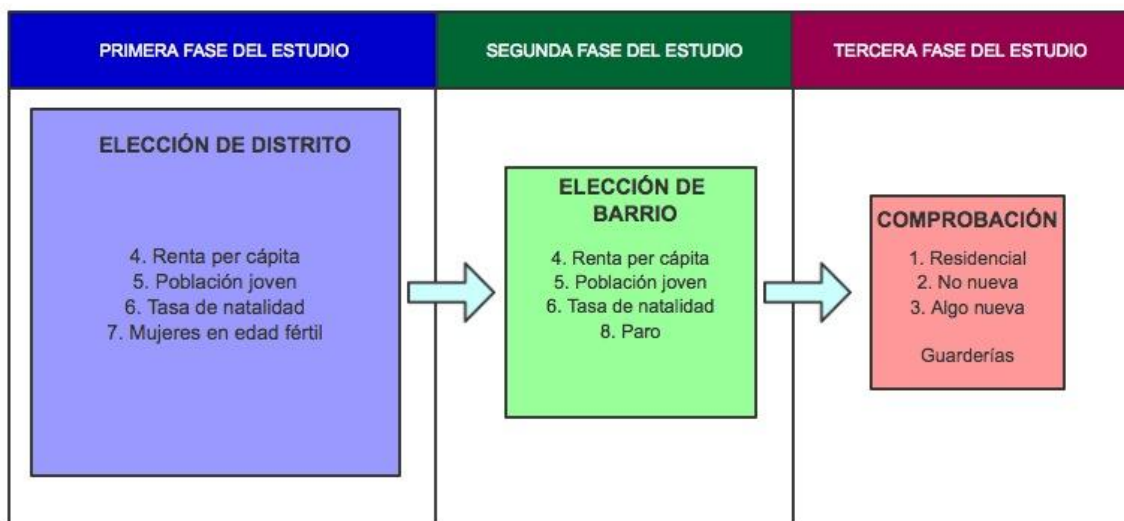 PRIMERA FASE DEL ESTUDIO
SEGUNDA FASE DEL ESTUDIO
TERCERA FASE DEL ESTUDIO
ELECCIÓN DE DISTRITO
4. Renta per cápita
5. Población joven
6. Tasa de natalidad
7. Mujeres en edad fértil
ELECCIÓN DE
BARRIO
4. Renta per cápita
5. Población joven
6. Tasa de natalidad
8. Paro
COMPROBACIÓN
1. Residencial
2. No nueva
3. Algo nueva
Guarderías